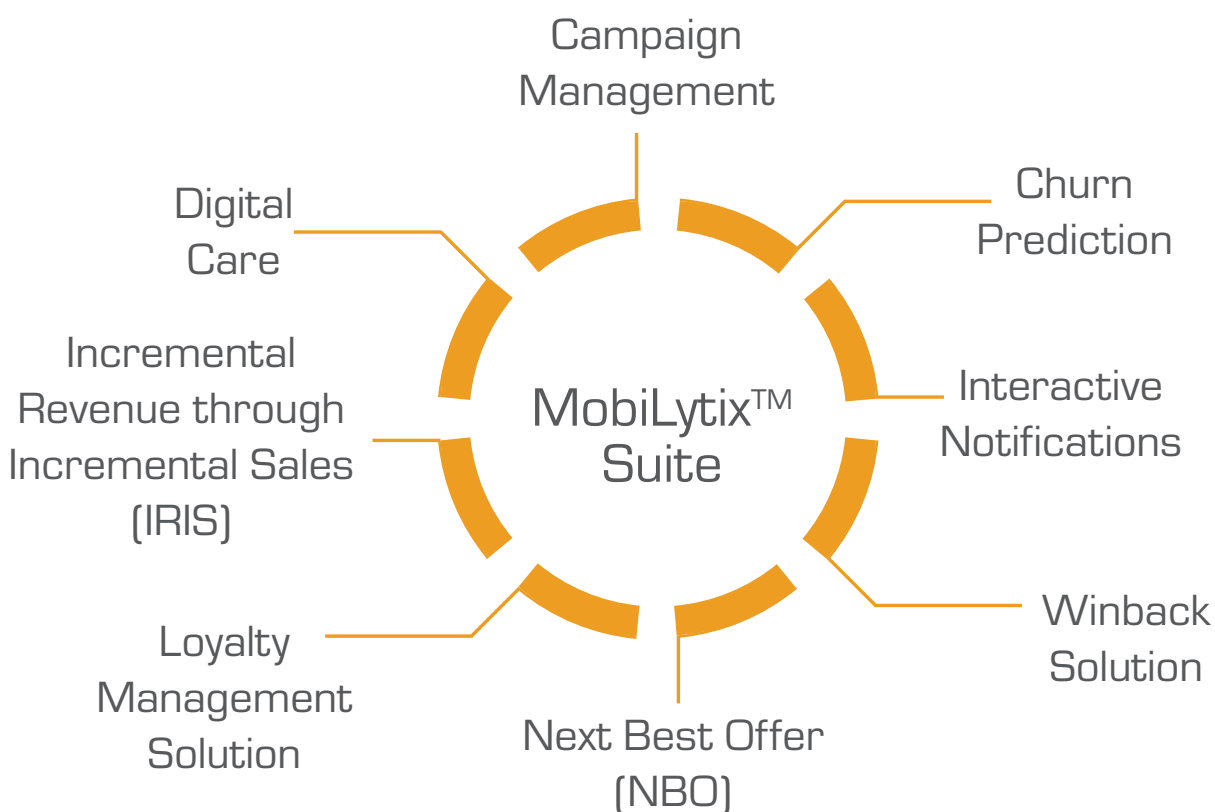 Campaign
Management
Churn
Prediction
Interactive
Notifications
Winback
Solution
Next Best Offer
(NBO)
Loyalty
Management
Solution
Incremental
Revenue through
Incremental Sales
(IRIS)
Digital
Care
MobiLytix™
Suite